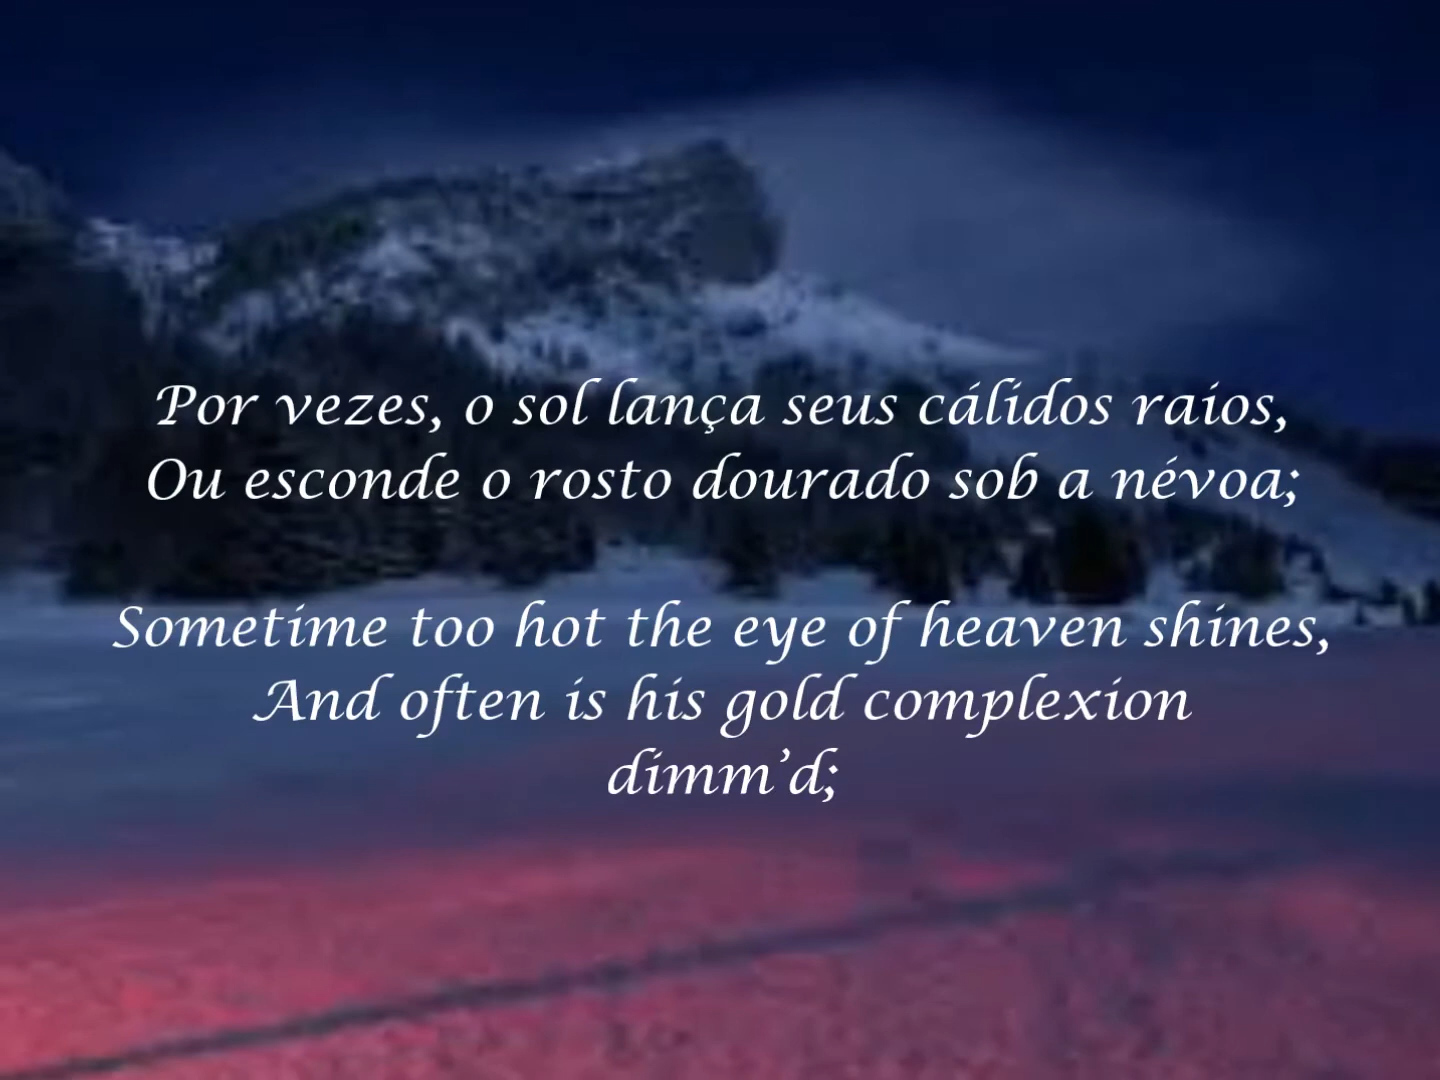 Por vezes, o sol lança seus cálidos raios,
Ou esconde o rosto dourado sob a névoa;
Sometime too hot the eye of heaven shines,
And often is his gold complexion
dimm’d;